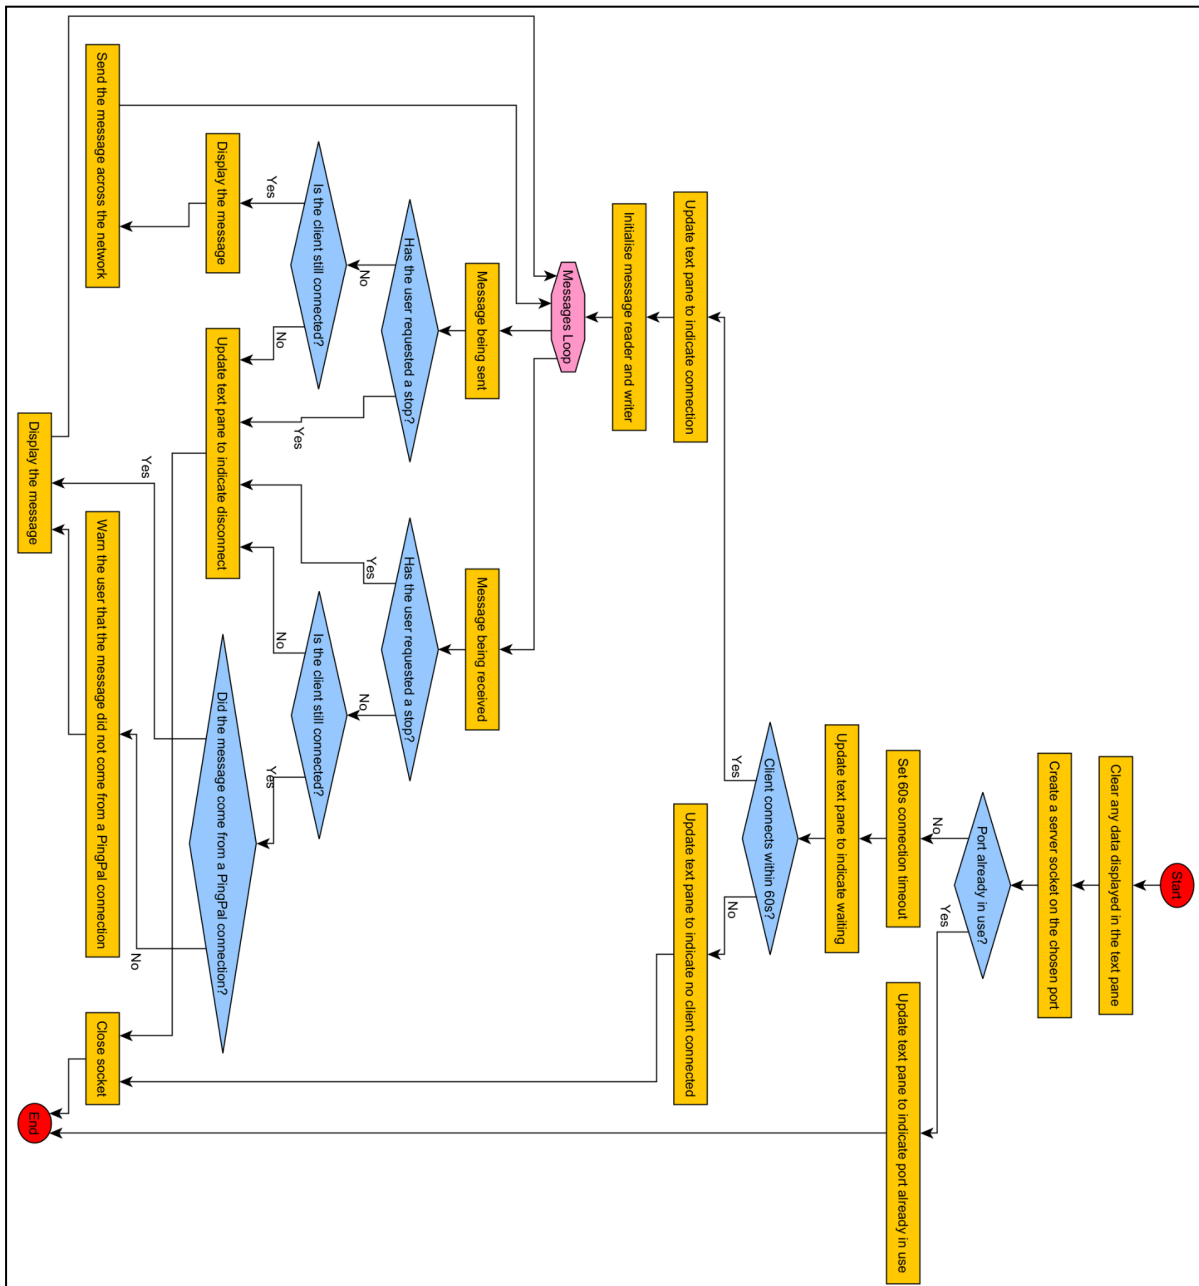 Start
Clear any data displayed in the text pane
Create a server socket on the chosen port
Port already in use?
No
Yes
Set 60s connection timeout
Update text pane to indicate port already in use
Update text pane to indicate waiting
Client connects within 60s?
Yes
No
Update text pane to indicate connection
Update text pane to indicate no client connected
Initialise message reader and writer
Messages Loop
Message being sent
Message being received
Has the user requested a stop?
Has the user requested a stop?
No
Yes
Yes
No
Is the client still connected?
Is the client still connected?
Yes
No
No
Yes
Display the message
Update text pane to indicate disconnect
Did the message come from a PingPal connection?
Yes
No
Send the message across the network
Warn the user that the message did not come from a PingPal connection
Close socket
Display the message
End